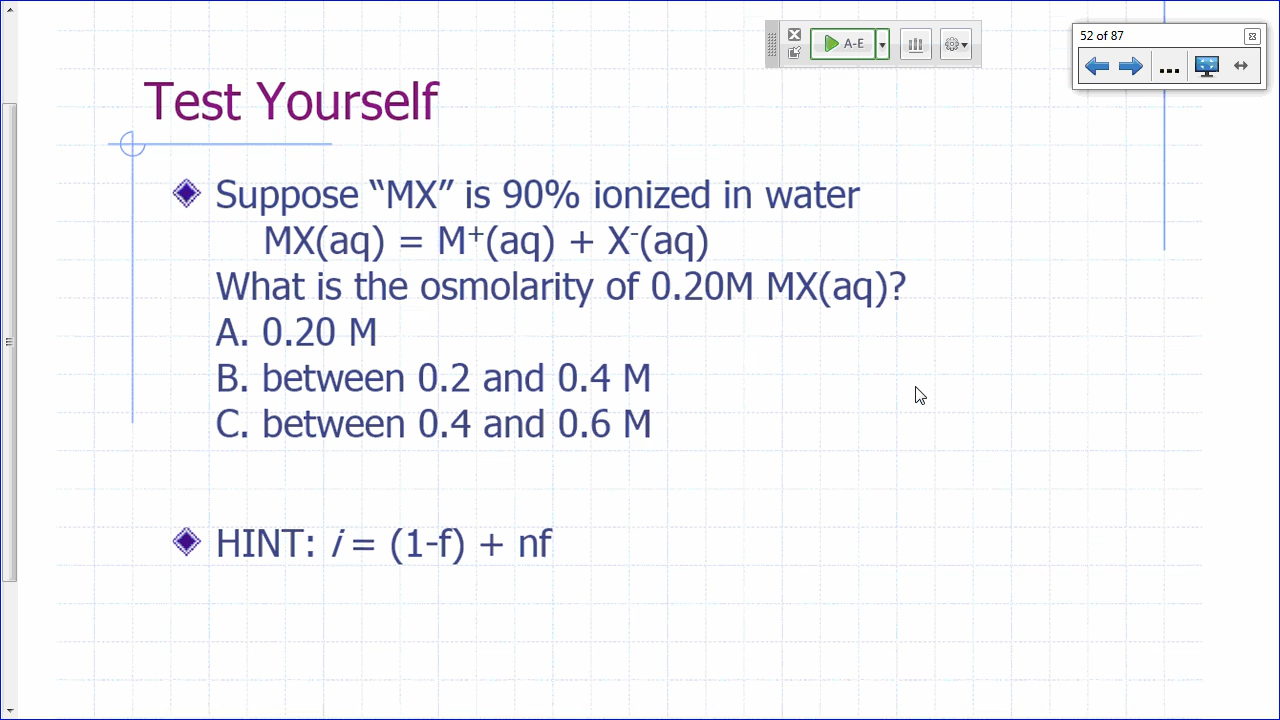 A-E
52 of 87
...
Test Yourself
Suppose “MX” is 90% ionized in water
MX(aq) = M⁺(aq) + X⁻(aq)
What is the osmolarity of 0.20M MX(aq)?
A. 0.20 M
B. between 0.2 and 0.4 M
C. between 0.4 and 0.6 M
HINT: i = (1-f) + nf